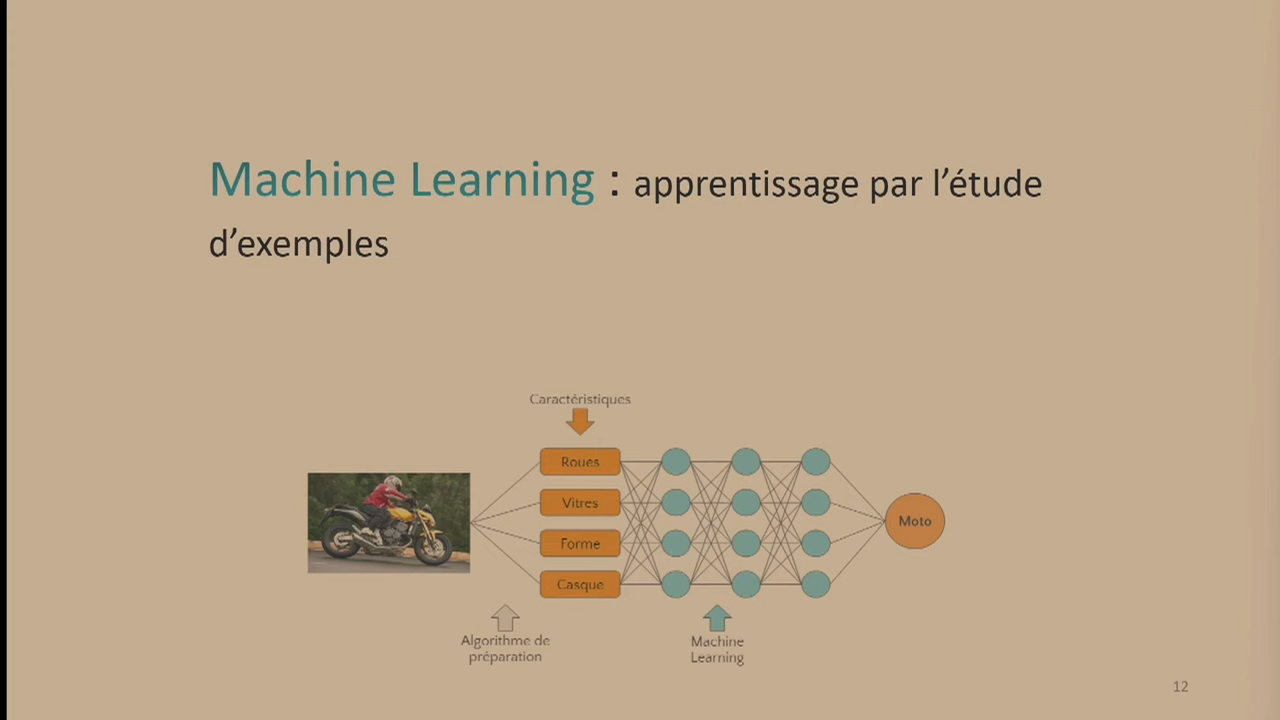 Machine Learning : apprentissage par l’étude
d’exemples
Caractéristiques
Roues
Vitres
Forme
Casque
Moto
Algorithme de
préparation
Machine
Learning
12